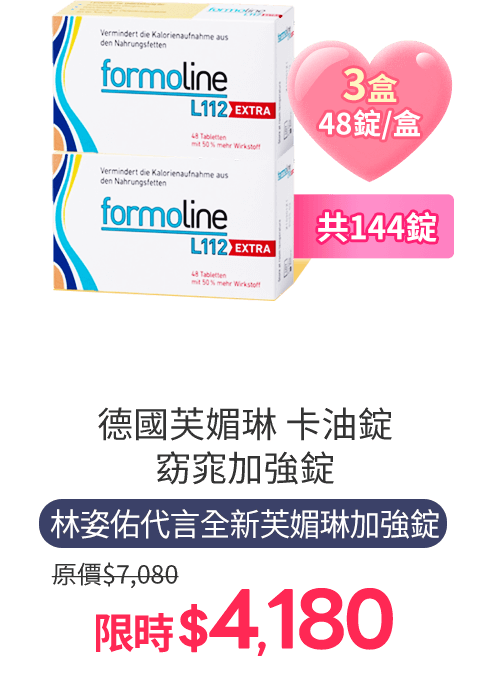 formoline
L112 EXTRA
Vermindert die Kalorienaufnahme aus
den Nahrungsfetten
formoline
L112 EXTRA
48 Tabletten
mit 50% mehr Wirkstoff
Vermindert die Kalorienaufnahme aus
den Nahrungsfetten
formoline
L112 EXTRA
48 Tabletten
mit 50% mehr Wirkstoff
3盒
48錠/盒
共144錠
德國芙媚琳 卡油錠
窈窕加強錠
林姿佑代言全新芙媚琳加強錠
原價$7,080
限時$4,180